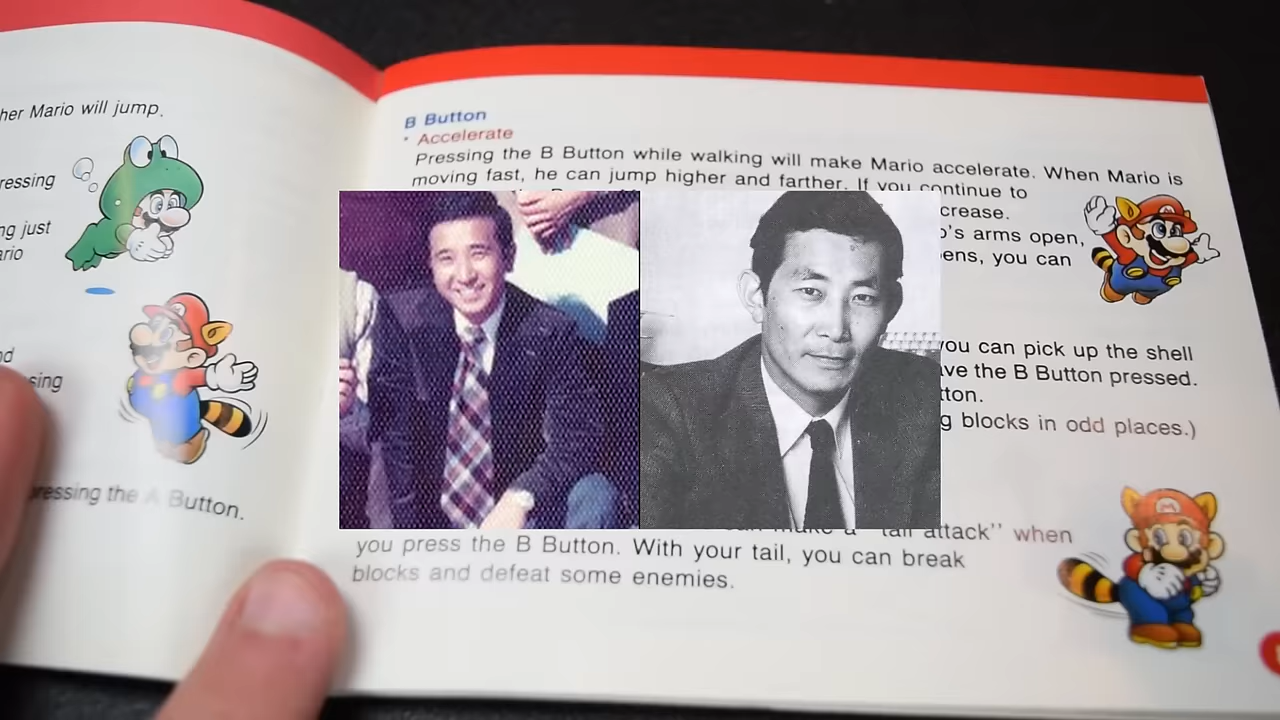 her Mario will jump.
ressing
ng just
ario
nd
sing
pressing the A Button.
B Button
· Accelerate
Pressing the B Button while walking will make Mario accelerate. When Mario is
moving fast, he can jump higher and farther. If you continue to
crease.
o's arms open,
ens, you can
you can pick up the shell
ave the B Button pressed.
tton.
g blocks in odd places.)
can make a "tail attack" when
you press the B Button. With your tail, you can break
blocks and defeat some enemies.